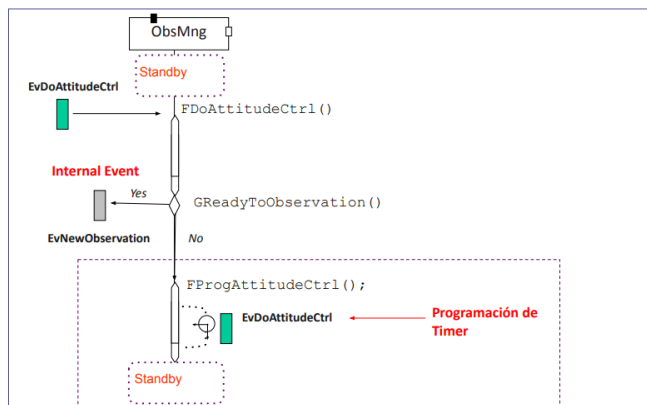 ObsMng
Standby
EvDoAttitudeCtrl
FDoAttitudeCtrl()
Internal Event
Yes
GReadyToObservation()
EvNewObservation
No
FProgAttitudeCtrl();
EvDoAttitudeCtrl
Programación de
Timer
Standby